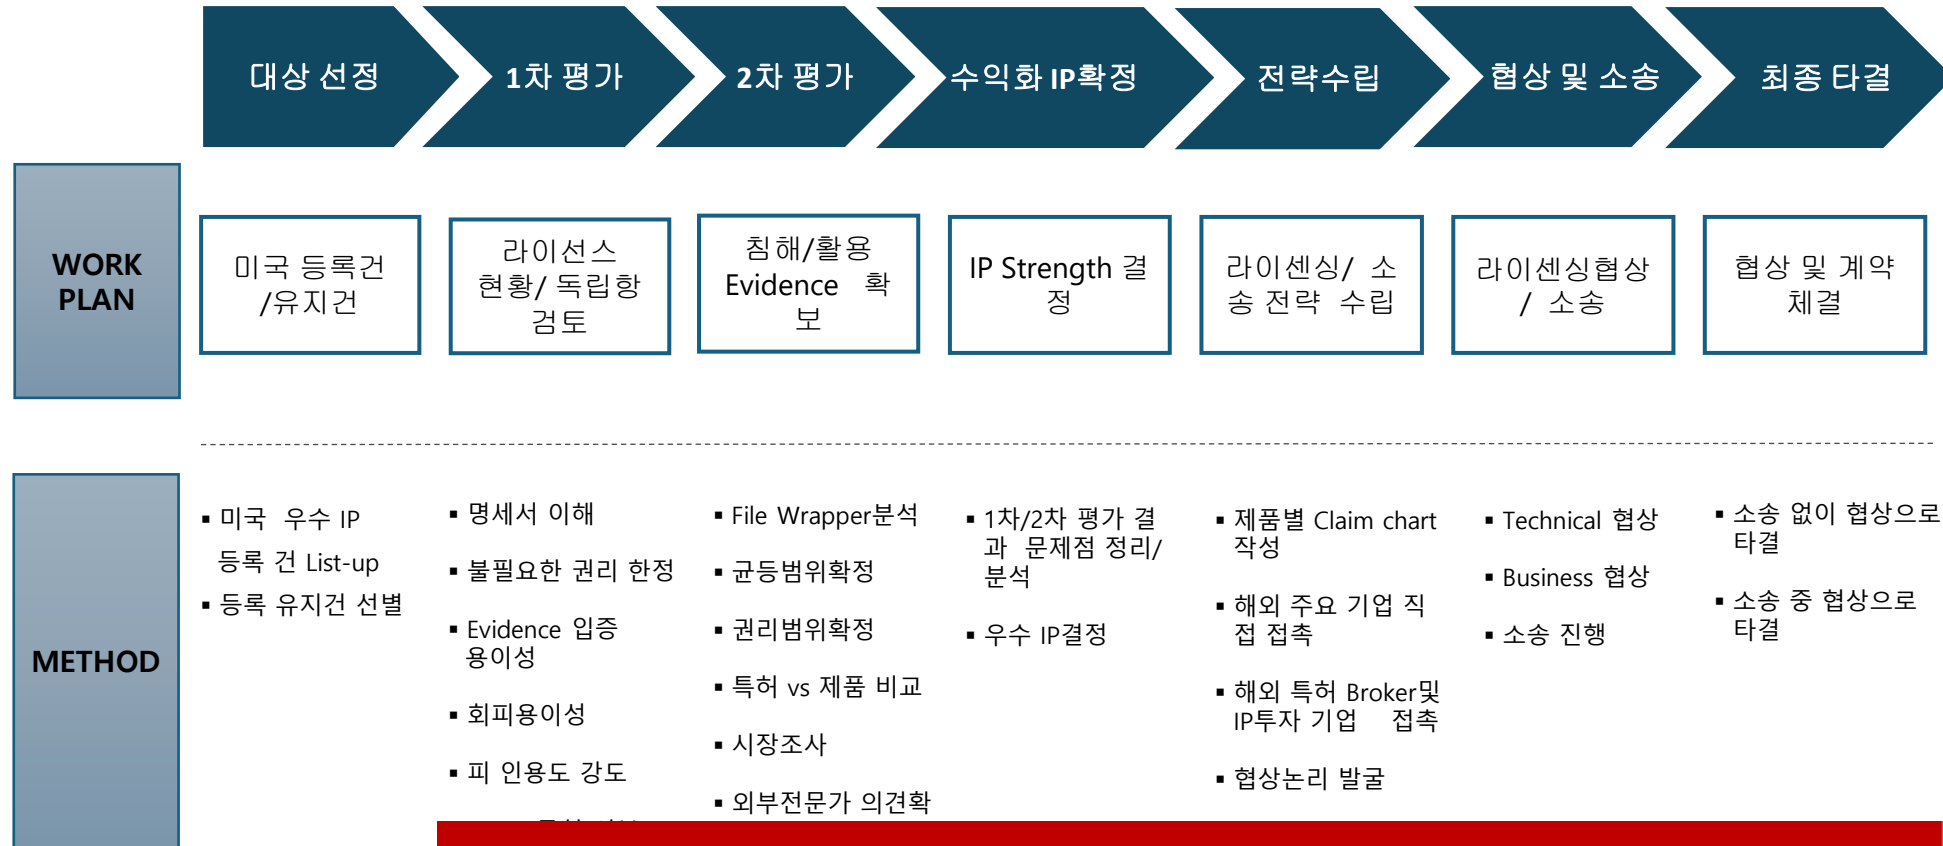 대상 선정
1차 평가
2차 평가
수익화 IP확정
전략수립
협상 및 소송
최종 타결
WORK
PLAN
미국 등록건
/유지건
라이선스
현황/ 독립항
검토
침해/활용
Evidence 확
보
IP Strength 결
정
라이센싱/ 소
송 전략 수립
라이센싱협상
/ 소송
협상 및 계약
체결
METHOD
▪ 미국 우수 IP
등록 건 List-up
▪ 등록 유지건 선별
▪ 명세서 이해
▪ 불필요한 권리 한정
▪ Evidence 입증
용이성
▪ 회피용이성
▪ 피 인용도 강도
▪ File Wrapper분석
▪ 균등범위확정
▪ 권리범위확정
▪ 특허 vs 제품 비교
▪ 시장조사
▪ 외부전문가 의견확
▪ 1차/2차 평가 결
과 문제점 정리/
분석
▪ 우수 IP결정
▪ 제품별 Claim chart
작성
▪ 해외 주요 기업 직
접 접촉
▪ 해외 특허 Broker및
IP투자 기업 접촉
▪ 협상논리 발굴
▪ Technical 협상
▪ Business 협상
▪ 소송 진행
▪ 소송 없이 협상으로
타결
▪ 소송 중 협상으로
타결